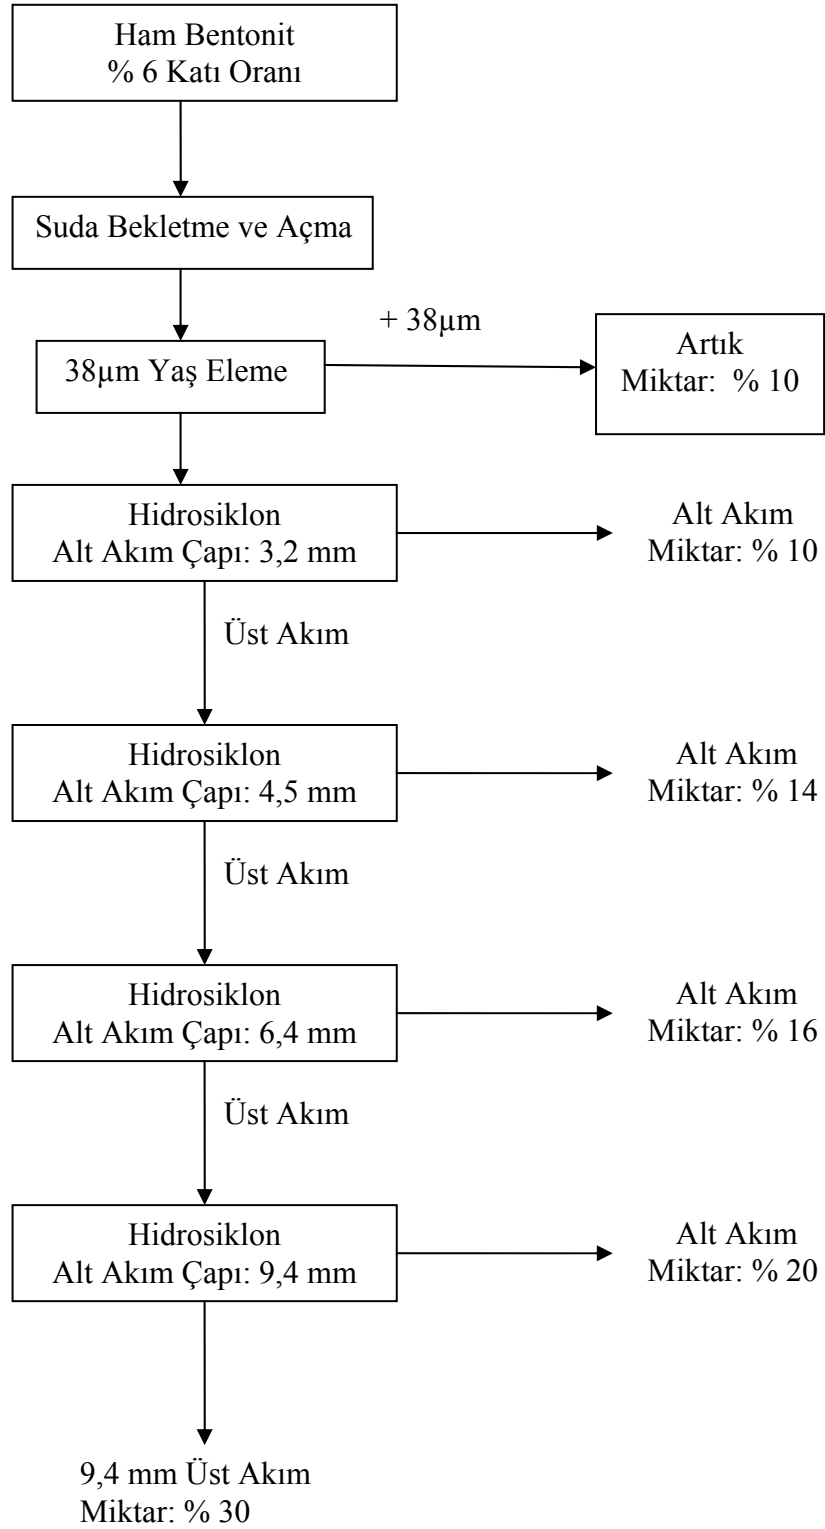 Ham Bentonit
% 6 Katı Oranı
Suda Bekletme ve Açma
+ 38µm
38µm Yaş Eleme
Artık
Miktar: % 10
Hidrosiklon
Alt Akım Çapı: 3,2 mm
Alt Akım
Miktar: % 10
Üst Akım
Hidrosiklon
Alt Akım Çapı: 4,5 mm
Alt Akım
Miktar: % 14
Üst Akım
Hidrosiklon
Alt Akım Çapı: 6,4 mm
Alt Akım
Miktar: % 16
Üst Akım
Hidrosiklon
Alt Akım Çapı: 9,4 mm
Alt Akım
Miktar: % 20
9,4 mm Üst Akım
Miktar: % 30